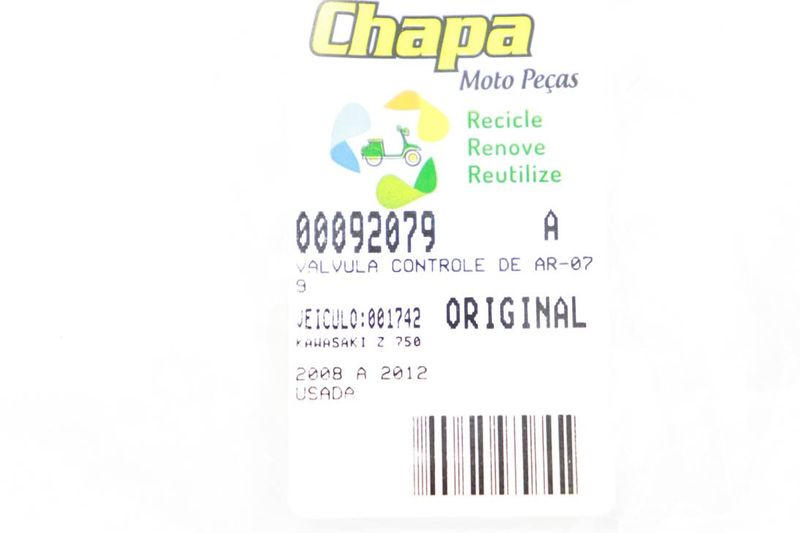 Chapa
Moto Peças
Recicle
Renove
Reutilize
00092079 A
VALVULA CONTROLE DE AR-07
9
VEICULO:001742 ORIGINAL
KAWASAKI Z 750
2008 A 2012
USADA